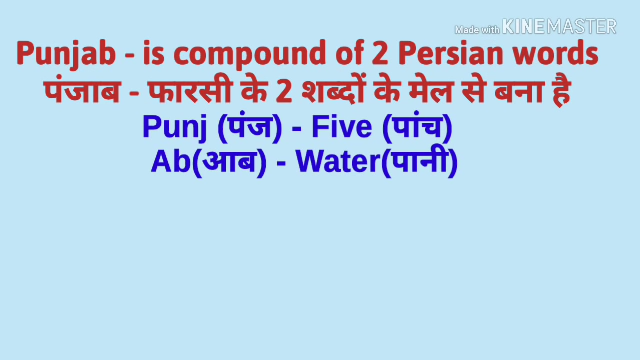 Made with KINEMASTER
Punjab - is compound of 2 Persian words
पंजाब - फारसी के 2 शब्दों के मेल से बना है
Punj (पंज) - Five (पांच)
Ab(आब) - Water(पानी)